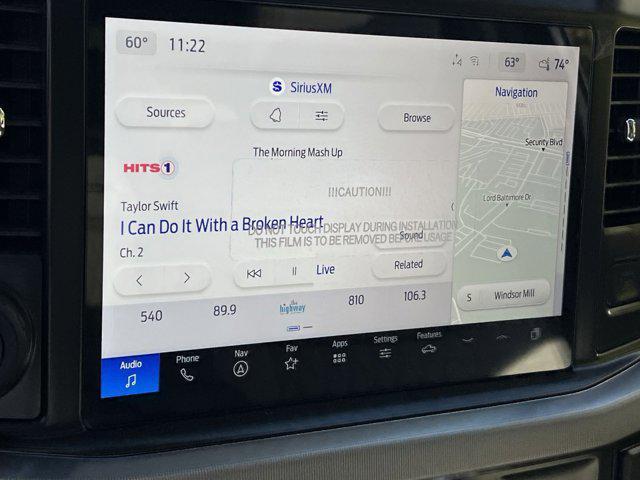 60° 11:22 63° 74°
S SiriusXM
Sources
Browse
The Morning Mash Up
HITS1
Taylor Swift
I Can Do It With a Broken Heart
Ch. 2
!!!CAUTION!!!
DO NOT TOUCH DISPLAY DURING INSTALLATION
THIS FILM IS TO BE REMOVED BEFORE USAGE
Sound
Live
Related
540 89.9 the highway 810 106.3
Navigation
Security Blvd
Lord Baltimore Dr
S Windsor Mill
Audio Phone Nav Fav Apps Settings Features